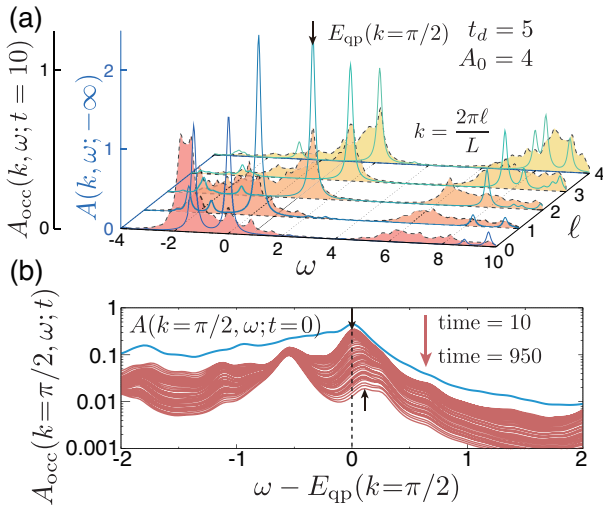 (a)
A_occ(k, ω; t = 10)
A(k, ω; −∞)
E_qp(k=π/2)
t_d = 5
A_0 = 4
k = 2πℓ/L
1
0
2
1
0
-4 -2 0 2 4 6 8 10
ω
0 1 2 3 4
ℓ
(b)
A_occ(k=π/2, ω; t)
A(k=π/2, ω; t=0)
time = 10
time = 950
1
0.1
0.01
0.001
-2 -1 0 1 2
ω − E_qp(k=π/2)